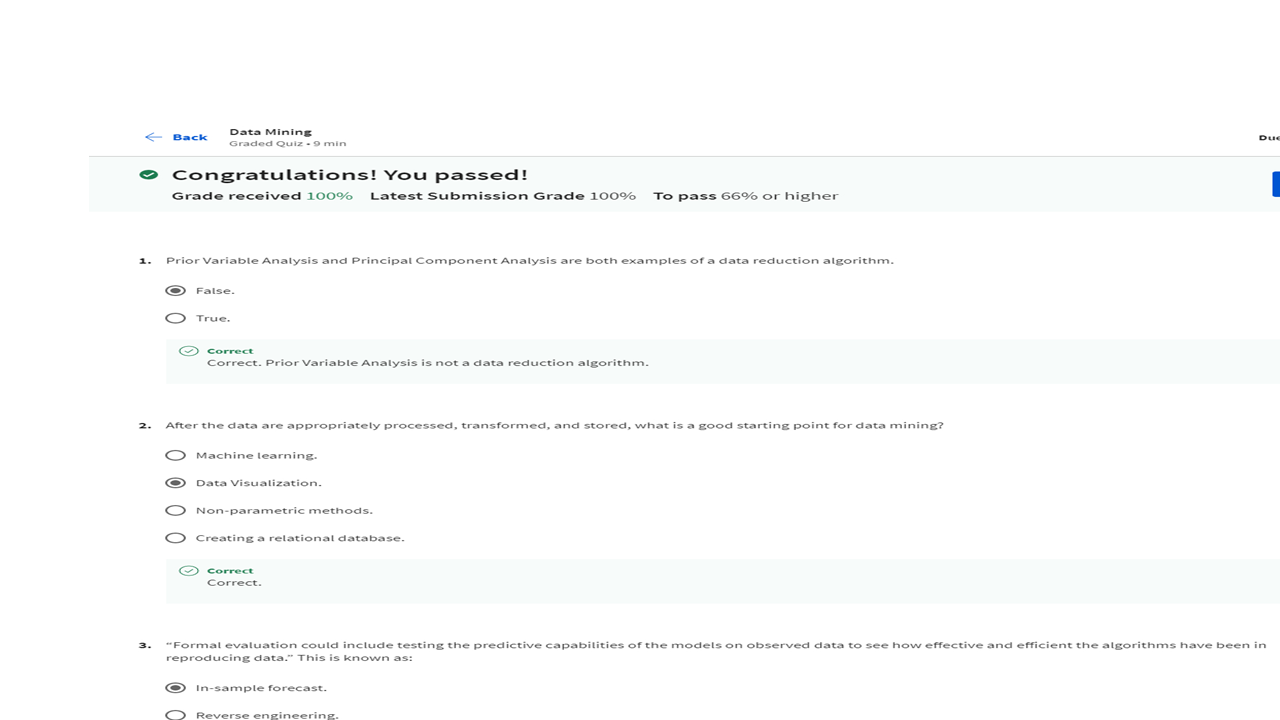 Back
Data Mining
Graded Quiz • 9 min
Due
Congratulations! You passed!
Grade received 100% Latest Submission Grade 100% To pass 66% or higher
1. Prior Variable Analysis and Principal Component Analysis are both examples of a data reduction algorithm.
False.
True.
Correct
Correct. Prior Variable Analysis is not a data reduction algorithm.
2. After the data are appropriately processed, transformed, and stored, what is a good starting point for data mining?
Machine learning.
Data Visualization.
Non-parametric methods.
Creating a relational database.
Correct
Correct.
3. “Formal evaluation could include testing the predictive capabilities of the models on observed data to see how effective and efficient the algorithms have been in
reproducing data.” This is known as:
In-sample forecast.
Reverse engineering.